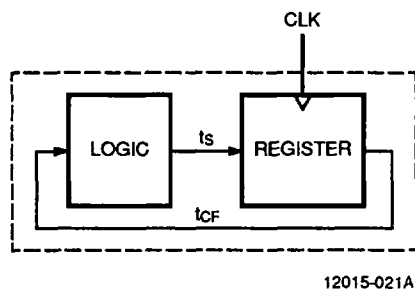 CLK
LOGIC
tS
REGISTER
tCF
12015-021A